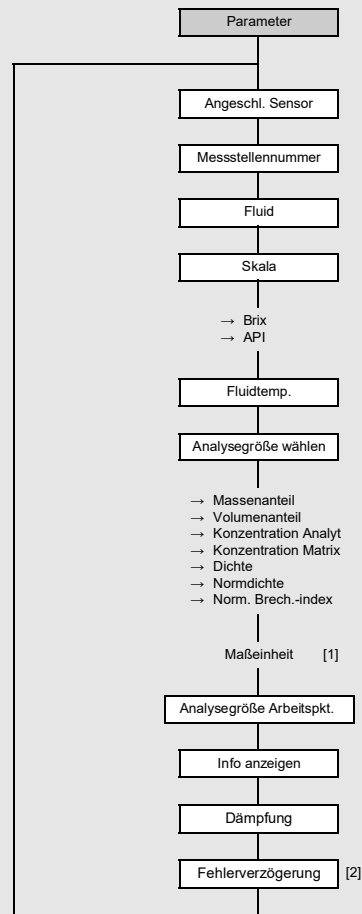 Parameter
Angeschl. Sensor
Messstellennummer
Fluid
Skala
→ Brix
→ API
Fluidtemp.
Analysegröße wählen
→ Massenanteil
→ Volumenanteil
→ Konzentration Analyt
→ Konzentration Matrix
→ Dichte
→ Normdichte
→ Norm. Brech.-index
Maßeinheit [1]
Analysegröße Arbeitspkt.
Info anzeigen
Dämpfung
Fehlerverzögerung [2]